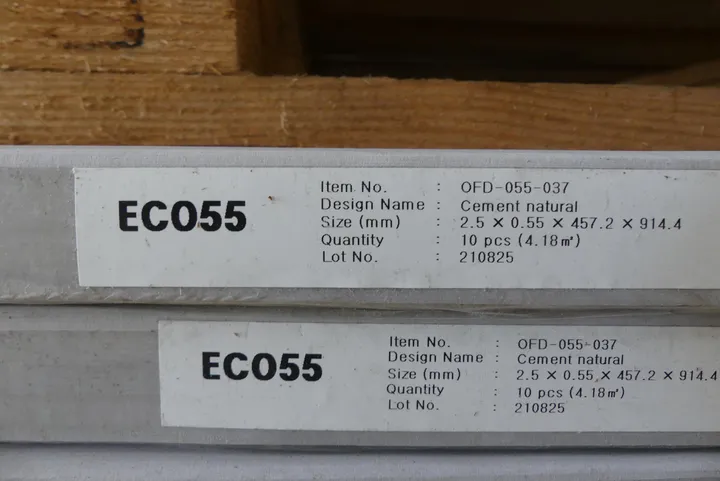 ECO55
Item No. : OFD-055-037
Design Name : Cement natural
Size (mm) : 2.5 × 0.55 × 457.2 × 914.4
Quantity : 10 pcs (4.18㎡)
Lot No. : 210825
ECO55
Item No. : OFD-055-037
Design Name : Cement natural
Size (mm) : 2.5 × 0.55 × 457.2 × 914.4
Quantity : 10 pcs (4.18㎡)
Lot No. : 210825